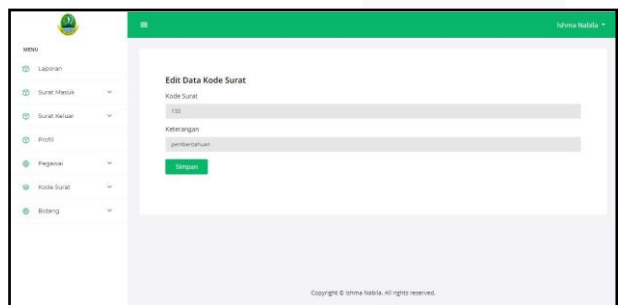 Ishma Nabila
MENU
Laporan
Surat Masuk
Surat Keluar
Profil
Pegawai
Kode Surat
Bidang
Edit Data Kode Surat
Kode Surat
Keterangan
pemberitahuan
Simpan
Copyright © Ishma Nabila. All rights reserved.